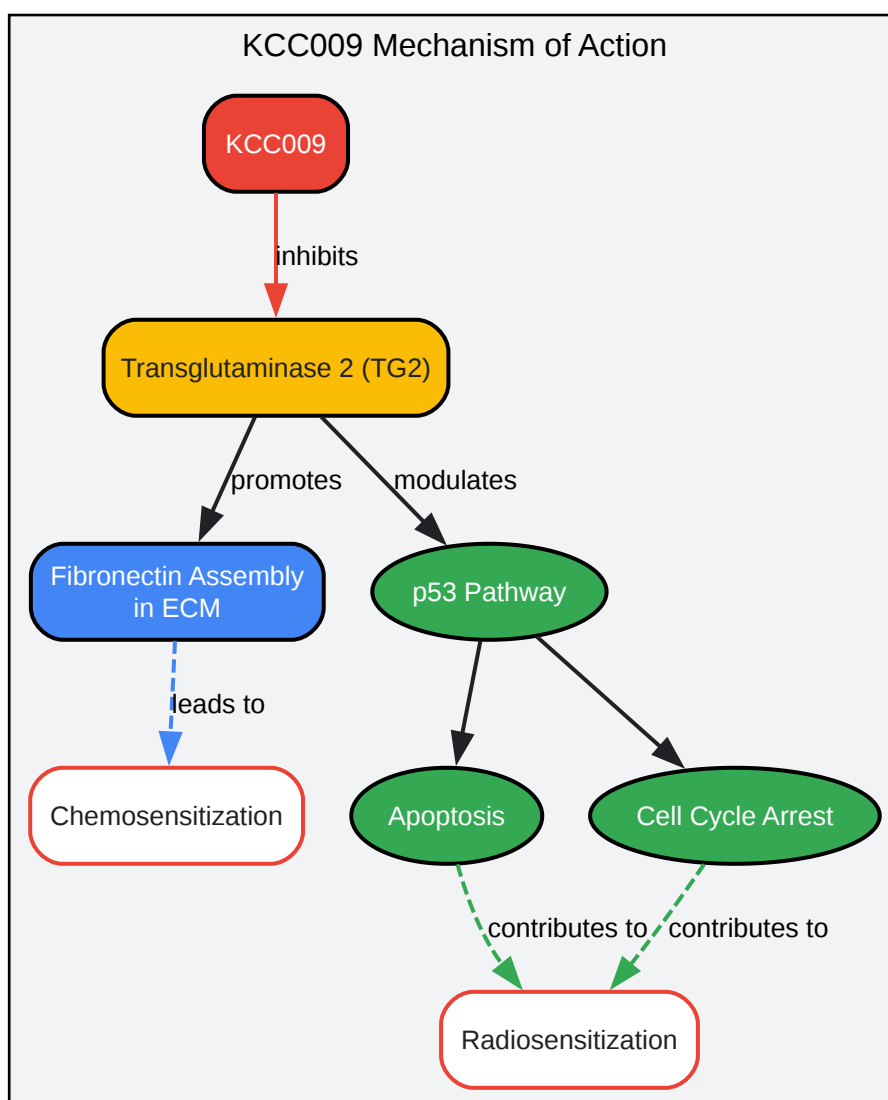 KCC009 Mechanism of Action
KCC009
inhibits
Transglutaminase 2 (TG2)
promotes
modulates
Fibronectin Assembly
in ECM
p53 Pathway
leads to
Chemosensitization
Apoptosis
Cell Cycle Arrest
contributes to
contributes to
Radiosensitization